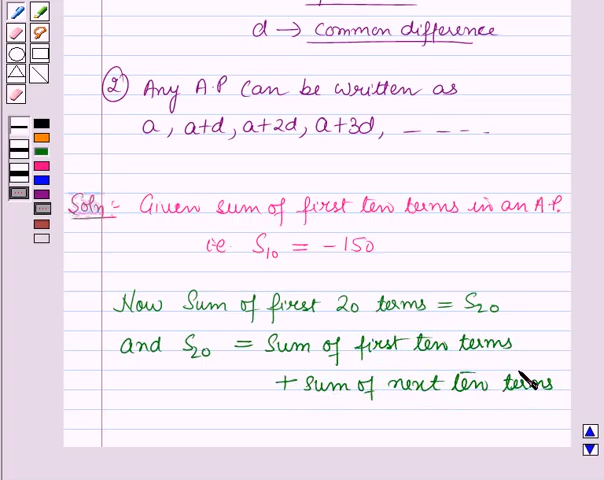 d → common difference
② Any A.P can be written as
a, a+d, a+2d, a+3d, - - - -
Soln:- Given sum of first ten terms in an A.P.
i.e. S₁₀ = -150
Now Sum of first 20 terms = S₂₀
and S₂₀ = Sum of first ten terms
+ sum of next ten terms